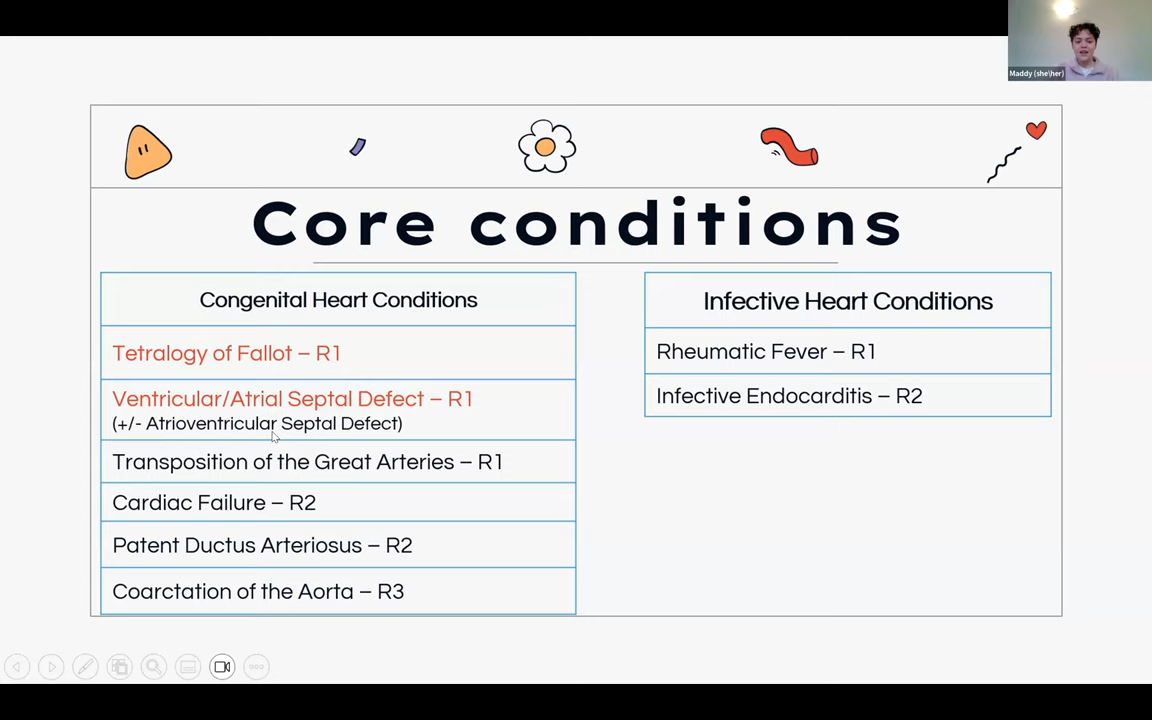 Maddy (she\her)
Core conditions
Congenital Heart Conditions
Tetralogy of Fallot – R1
Ventricular/Atrial Septal Defect – R1
(+/- Atrioventricular Septal Defect)
Transposition of the Great Arteries – R1
Cardiac Failure – R2
Patent Ductus Arteriosus – R2
Coarctation of the Aorta – R3
Infective Heart Conditions
Rheumatic Fever – R1
Infective Endocarditis – R2